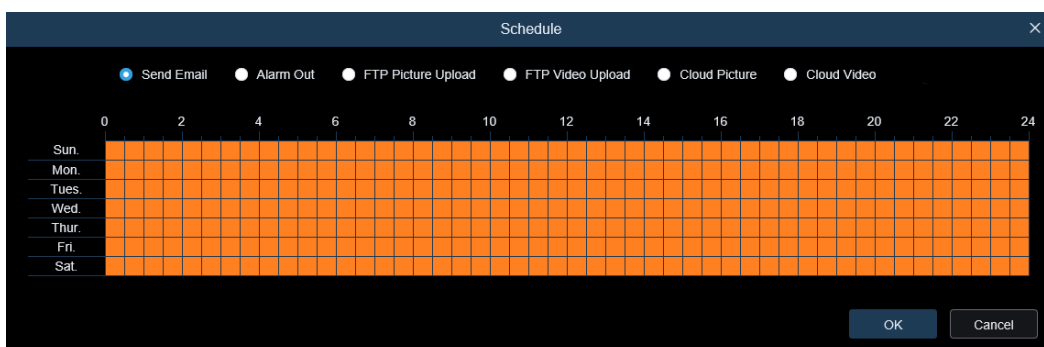 Schedule
Send Email Alarm Out FTP Picture Upload FTP Video Upload Cloud Picture Cloud Video
0 2 4 6 8 10 12 14 16 18 20 22 24
Sun.
Mon.
Tues.
Wed.
Thur.
Fri.
Sat.
OK Cancel